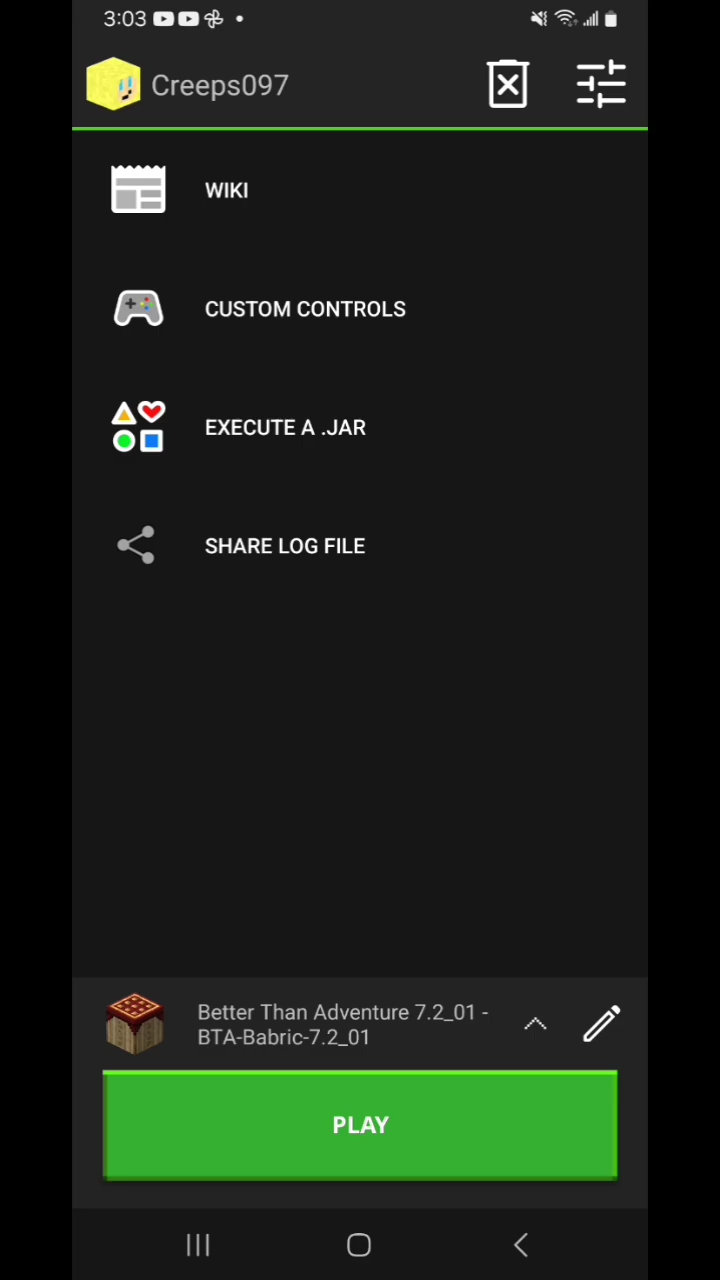 3:03
Creeps097
WIKI
CUSTOM CONTROLS
EXECUTE A .JAR
SHARE LOG FILE
Better Than Adventure 7.2_01 -
BTA-Babric-7.2_01
PLAY